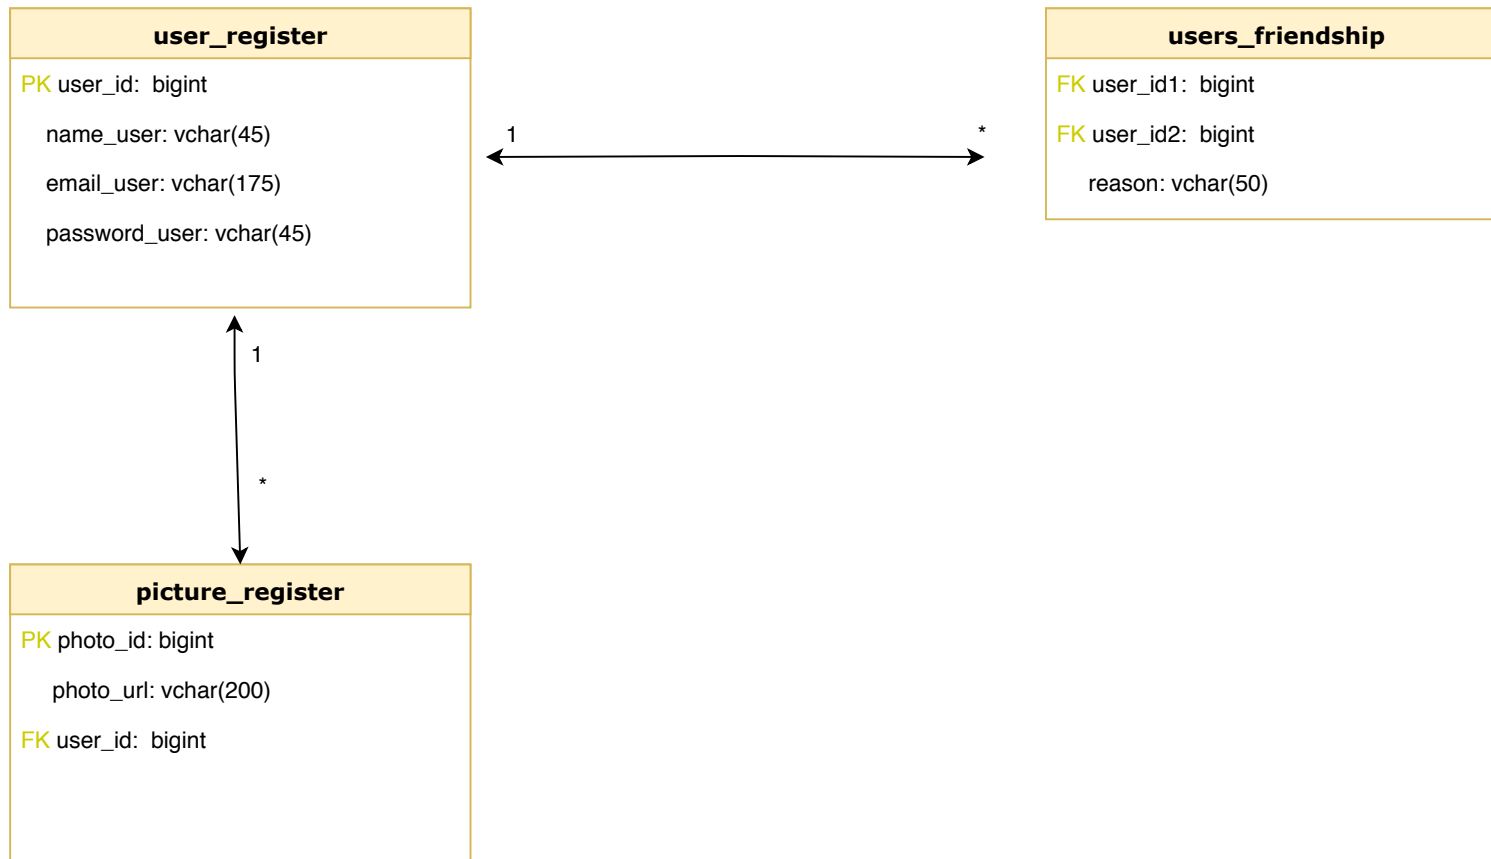 user_register
PK user_id: bigint
name_user: vchar(45)
email_user: vchar(175)
password_user: vchar(45)
1
*
users_friendship
FK user_id1: bigint
FK user_id2: bigint
reason: vchar(50)
1
*
picture_register
PK photo_id: bigint
photo_url: vchar(200)
FK user_id: bigint